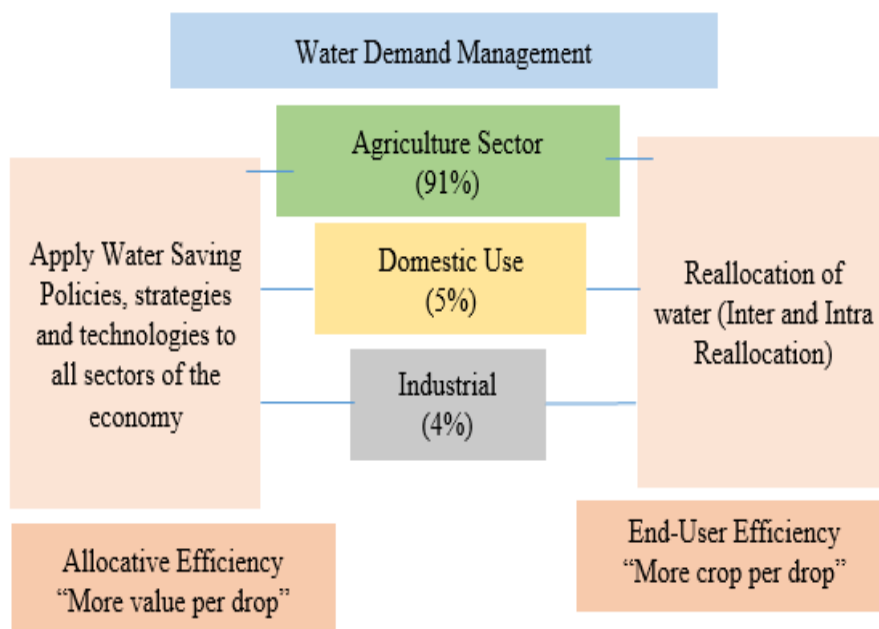 Water Demand Management
Agriculture Sector
(91%)
Apply Water Saving
Policies, strategies
and technologies to
all sectors of the
economy
Domestic Use
(5%)
Reallocation of
water (Inter and Intra
Reallocation)
Industrial
(4%)
Allocative Efficiency
“More value per drop”
End-User Efficiency
“More crop per drop”